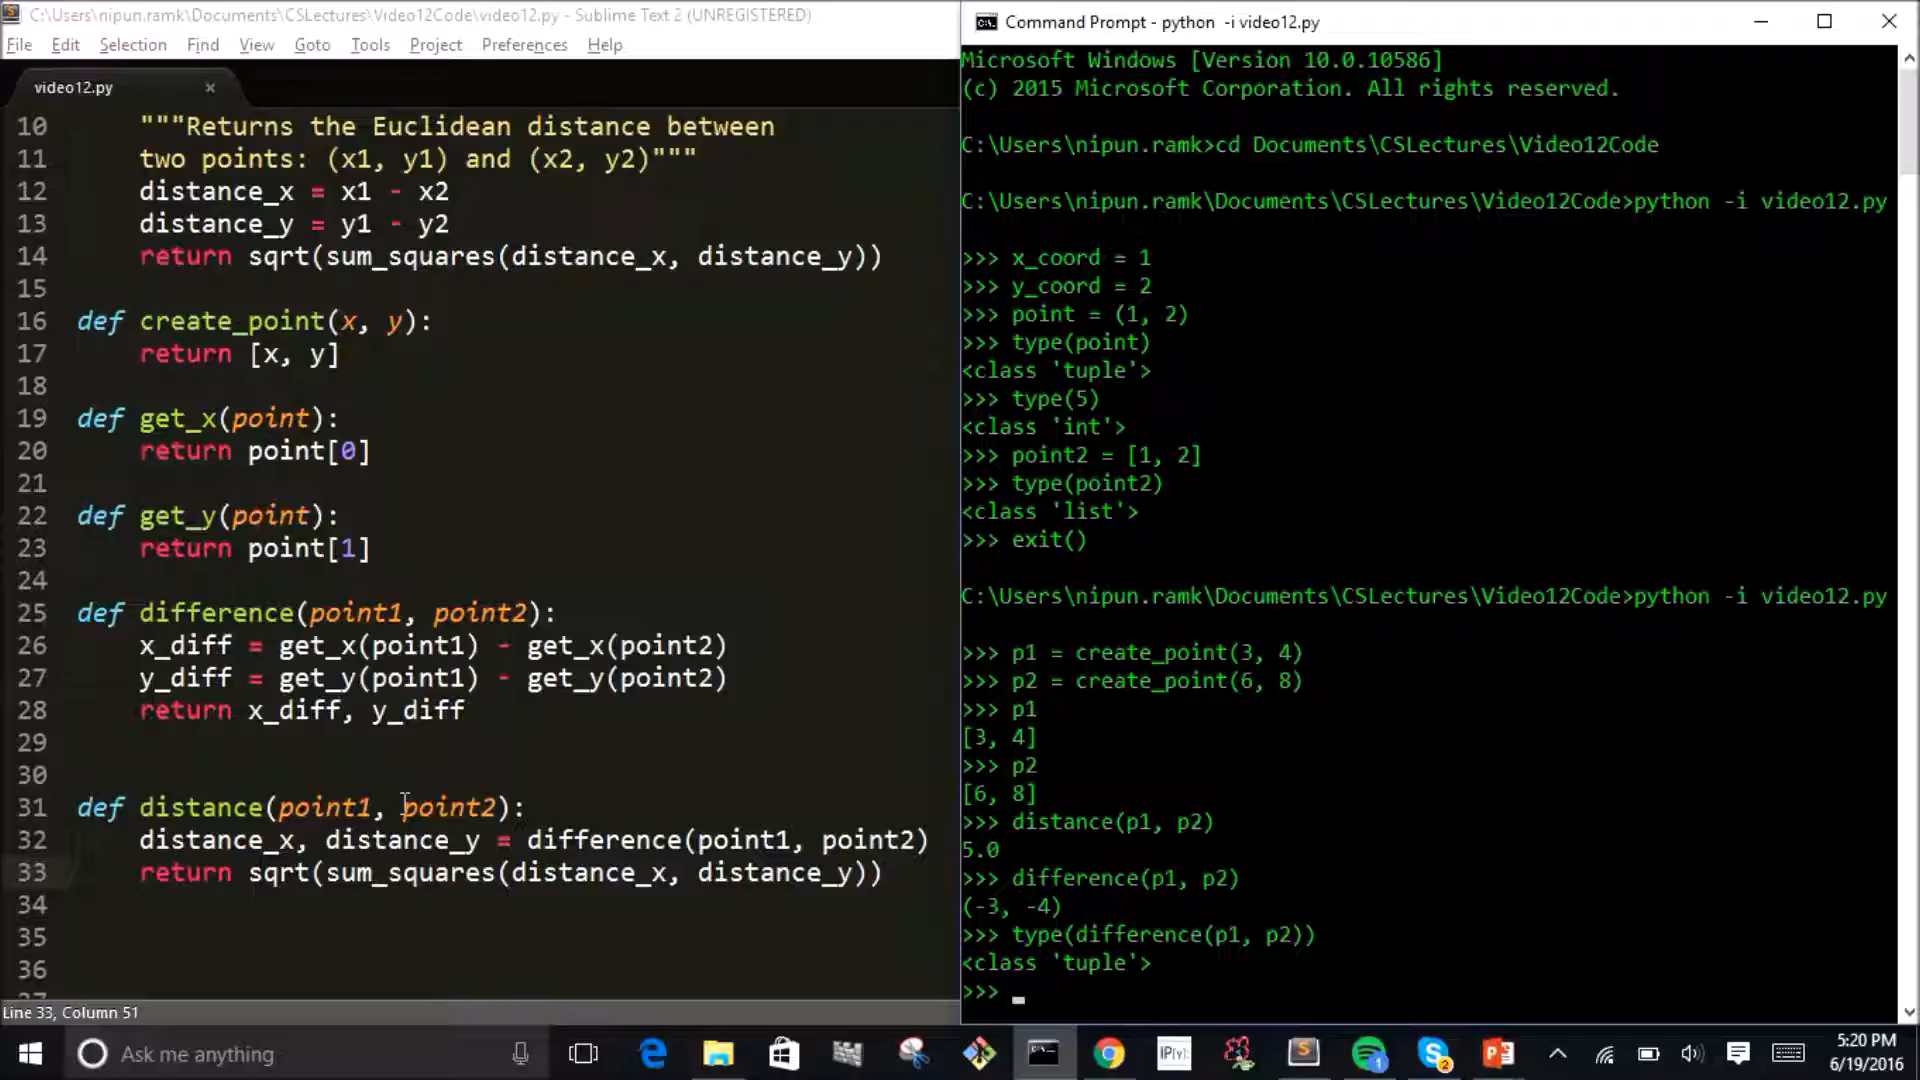 C:\Users\nipun.ramk\Documents\CSLectures\Video12Code\video12.py - Sublime Text 2 (UNREGISTERED)
File Edit Selection Find View Goto Tools Project Preferences Help
video12.py ×
10 """Returns the Euclidean distance between
11 two points: (x1, y1) and (x2, y2)"""
12 distance_x = x1 - x2
13 distance_y = y1 - y2
14 return sqrt(sum_squares(distance_x, distance_y))
15
16 def create_point(x, y):
17 return [x, y]
18
19 def get_x(point):
20 return point[0]
21
22 def get_y(point):
23 return point[1]
24
25 def difference(point1, point2):
26 x_diff = get_x(point1) - get_x(point2)
27 y_diff = get_y(point1) - get_y(point2)
28 return x_diff, y_diff
29
30
31 def distance(point1, point2):
32 distance_x, distance_y = difference(point1, point2)
33 return sqrt(sum_squares(distance_x, distance_y))
34
35
36
Line 33, Column 51
Command Prompt - python -i video12.py
Microsoft Windows [Version 10.0.10586]
(c) 2015 Microsoft Corporation. All rights reserved.
C:\Users\nipun.ramk>cd Documents\CSLectures\Video12Code
C:\Users\nipun.ramk\Documents\CSLectures\Video12Code>python -i video12.py
>>> x_coord = 1
>>> y_coord = 2
>>> point = (1, 2)
>>> type(point)
<class 'tuple'>
>>> type(5)
<class 'int'>
>>> point2 = [1, 2]
>>> type(point2)
<class 'list'>
>>> exit()
C:\Users\nipun.ramk\Documents\CSLectures\Video12Code>python -i video12.py
>>> p1 = create_point(3, 4)
>>> p2 = create_point(6, 8)
>>> p1
[3, 4]
>>> p2
[6, 8]
>>> distance(p1, p2)
5.0
>>> difference(p1, p2)
(-3, -4)
>>> type(difference(p1, p2))
<class 'tuple'>
>>>
Ask me anything
IP[y]:
1
2
5:20 PM
6/19/2016